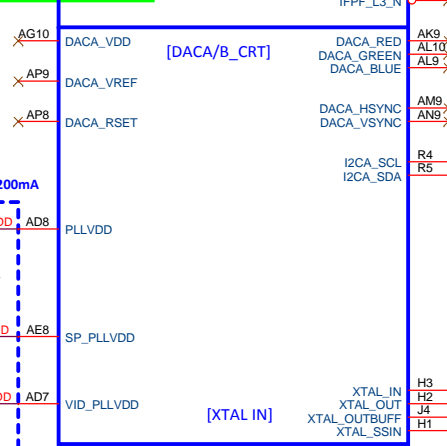 IFPF_L3_N
AG10 DACA_VDD [DACA/B_CRT] DACA_RED AK9
DACA_GREEN AL10
DACA_BLUE AL9
AP9 DACA_VREF
DACA_HSYNC AM9
AP8 DACA_RSET DACA_VSYNC AN9
I2CA_SCL R4
I2CA_SDA R5
200mA
AD8 PLLVDD
AE8 SP_PLLVDD
XTAL_IN H3
AD7 VID_PLLVDD XTAL_OUT H2
[XTAL IN] XTAL_OUTBUFF J4
XTAL_SSIN H1